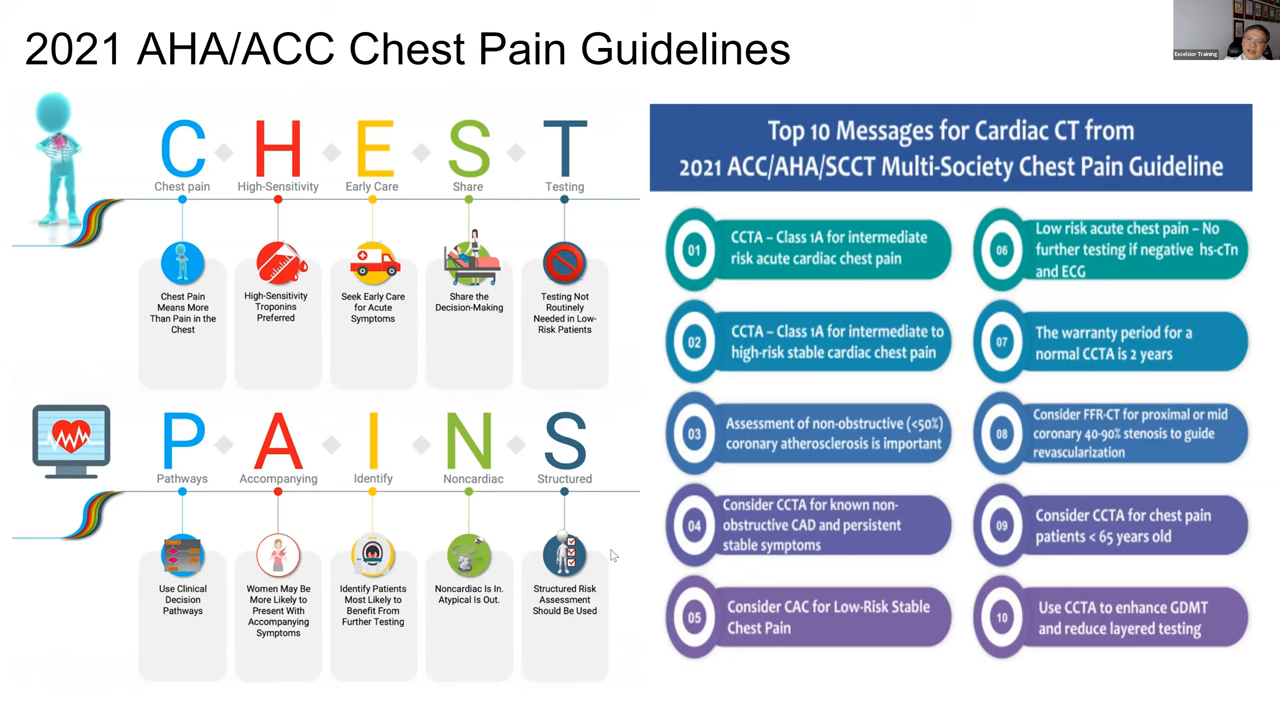 2021 AHA/ACC Chest Pain Guidelines
Excelsior Training
C H E S T
Chest pain High-Sensitivity Early Care Share Testing
Chest Pain
Means More
Than Pain in the
Chest
High-Sensitivity
Troponins
Preferred
Seek Early Care
for Acute
Symptoms
Share the
Decision-Making
Testing Not
Routinely
Needed in Low-
Risk Patients
P A I N S
Pathways Accompanying Identify Noncardiac Structured
Use Clinical
Decision
Pathways
Women May Be
More Likely to
Present With
Accompanying
Symptoms
Identify Patients
Most Likely to
Benefit From
Further Testing
Noncardiac Is In.
Atypical Is Out.
Structured Risk
Assessment
Should Be Used
Top 10 Messages for Cardiac CT from
2021 ACC/AHA/SCCT Multi-Society Chest Pain Guideline
01
CCTA – Class 1A for intermediate
risk acute cardiac chest pain
02
CCTA – Class 1A for intermediate to
high-risk stable cardiac chest pain
03
Assessment of non-obstructive (<50%)
coronary atherosclerosis is important
04
Consider CCTA for known non-
obstructive CAD and persistent
stable symptoms
05
Consider CAC for Low-Risk Stable
Chest Pain
06
Low risk acute chest pain – No
further testing if negative hs-cTn
and ECG
07
The warranty period for a
normal CCTA is 2 years
08
Consider FFR-CT for proximal or mid
coronary 40-90% stenosis to guide
revascularization
09
Consider CCTA for chest pain
patients < 65 years old
10
Use CCTA to enhance GDMT
and reduce layered testing